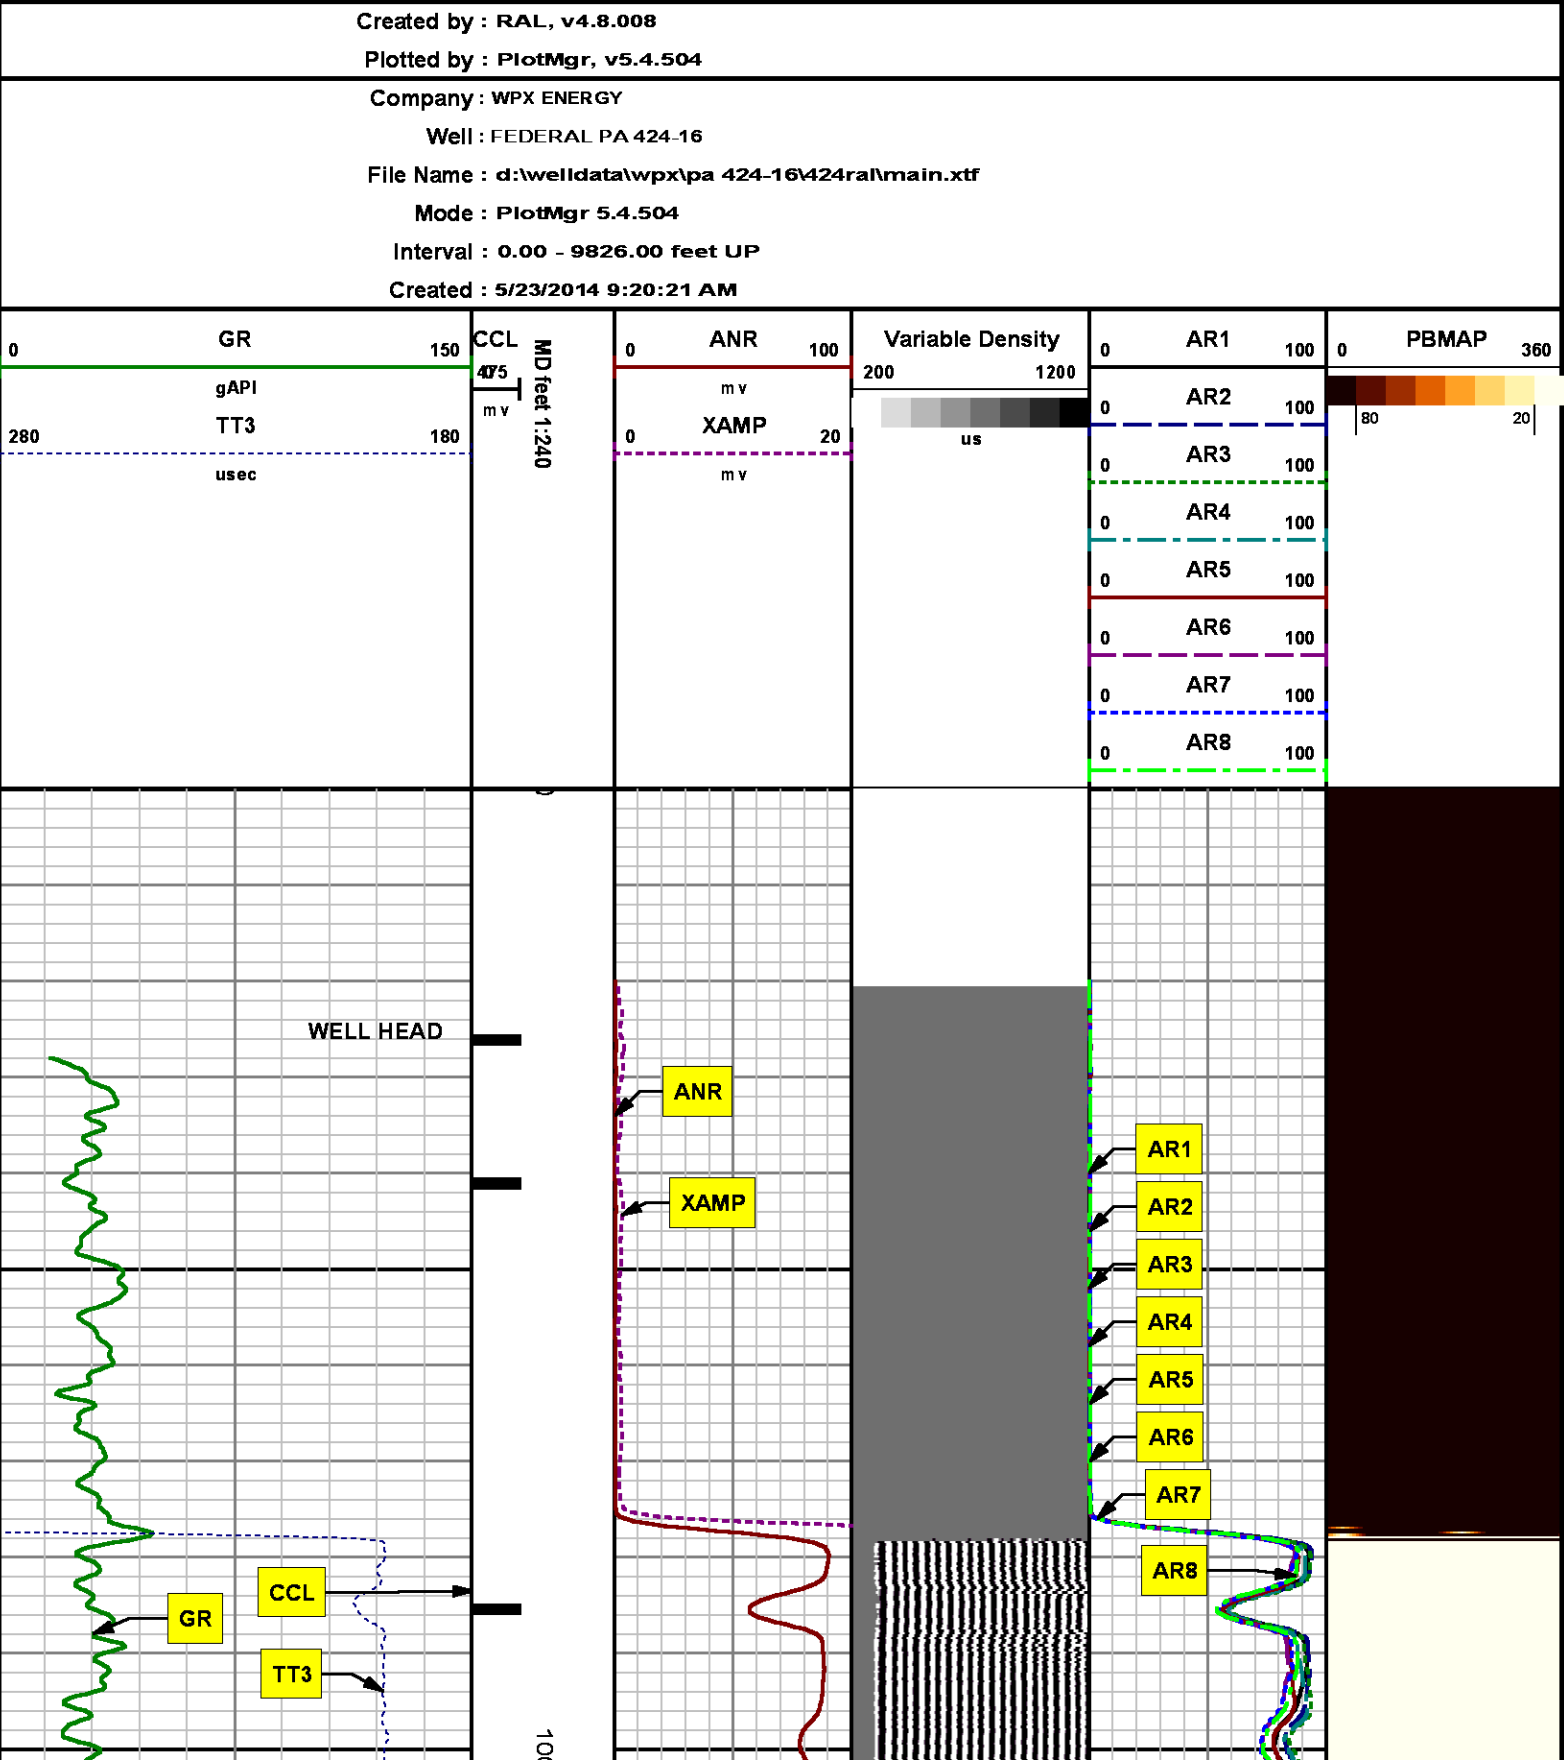 Created by : RAL, v4.8.008
Plotted by : PlotMgr, v5.4.504
Company : WPX ENERGY
Well : FEDERAL PA 424-16
File Name : d:\welldata\wpx\pa 424-16\424ral\main.xtf
Mode : PlotMgr 5.4.504
Interval : 0.00 - 9826.00 feet UP
Created : 5/23/2014 9:20:21 AM
0 GR 150
gAPI
280 TT3 180
usec
CCL
mv
MD feet 1:240
0 ANR 100
mv
0 XAMP 20
mv
Variable Density
200 1200
us
0 AR1 100
0 AR2 100
0 AR3 100
0 AR4 100
0 AR5 100
0 AR6 100
0 AR7 100
0 AR8 100
0 PBMAP 360
80 20
WELL HEAD
ANR
XAMP
AR1
AR2
AR3
AR4
AR5
AR6
AR7
AR8
CCL
GR
TT3